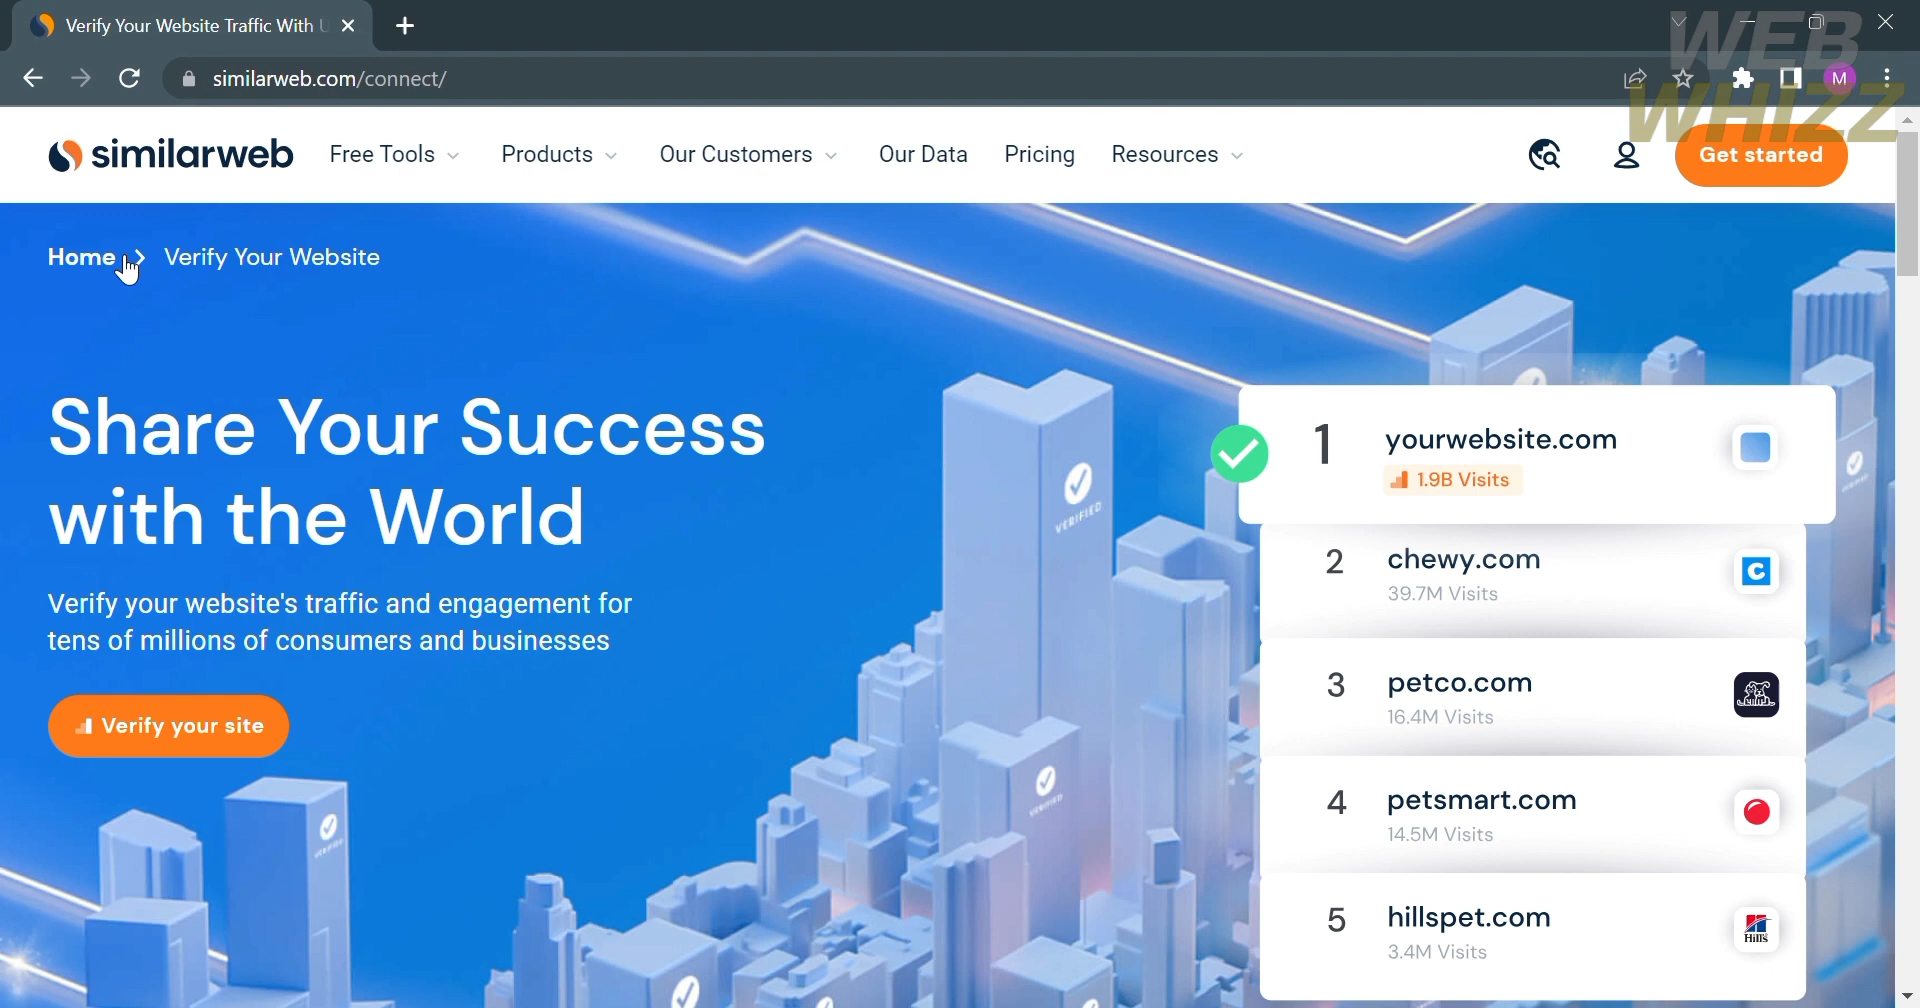 Verify Your Website Traffic With U
WEB
WHIZZ
similarweb.com/connect/
M
similarweb
Free Tools
Products
Our Customers
Our Data
Pricing
Resources
Get started
Home
Verify Your Website
Share Your Success
with the World
Verify your website's traffic and engagement for
tens of millions of consumers and businesses
Verify your site
VERIFIED
VERIFIED
VERIFIED
1
yourwebsite.com
1.9B Visits
2
chewy.com
39.7M Visits
C
3
petco.com
16.4M Visits
4
petsmart.com
14.5M Visits
5
hillspet.com
3.4M Visits
Hill's